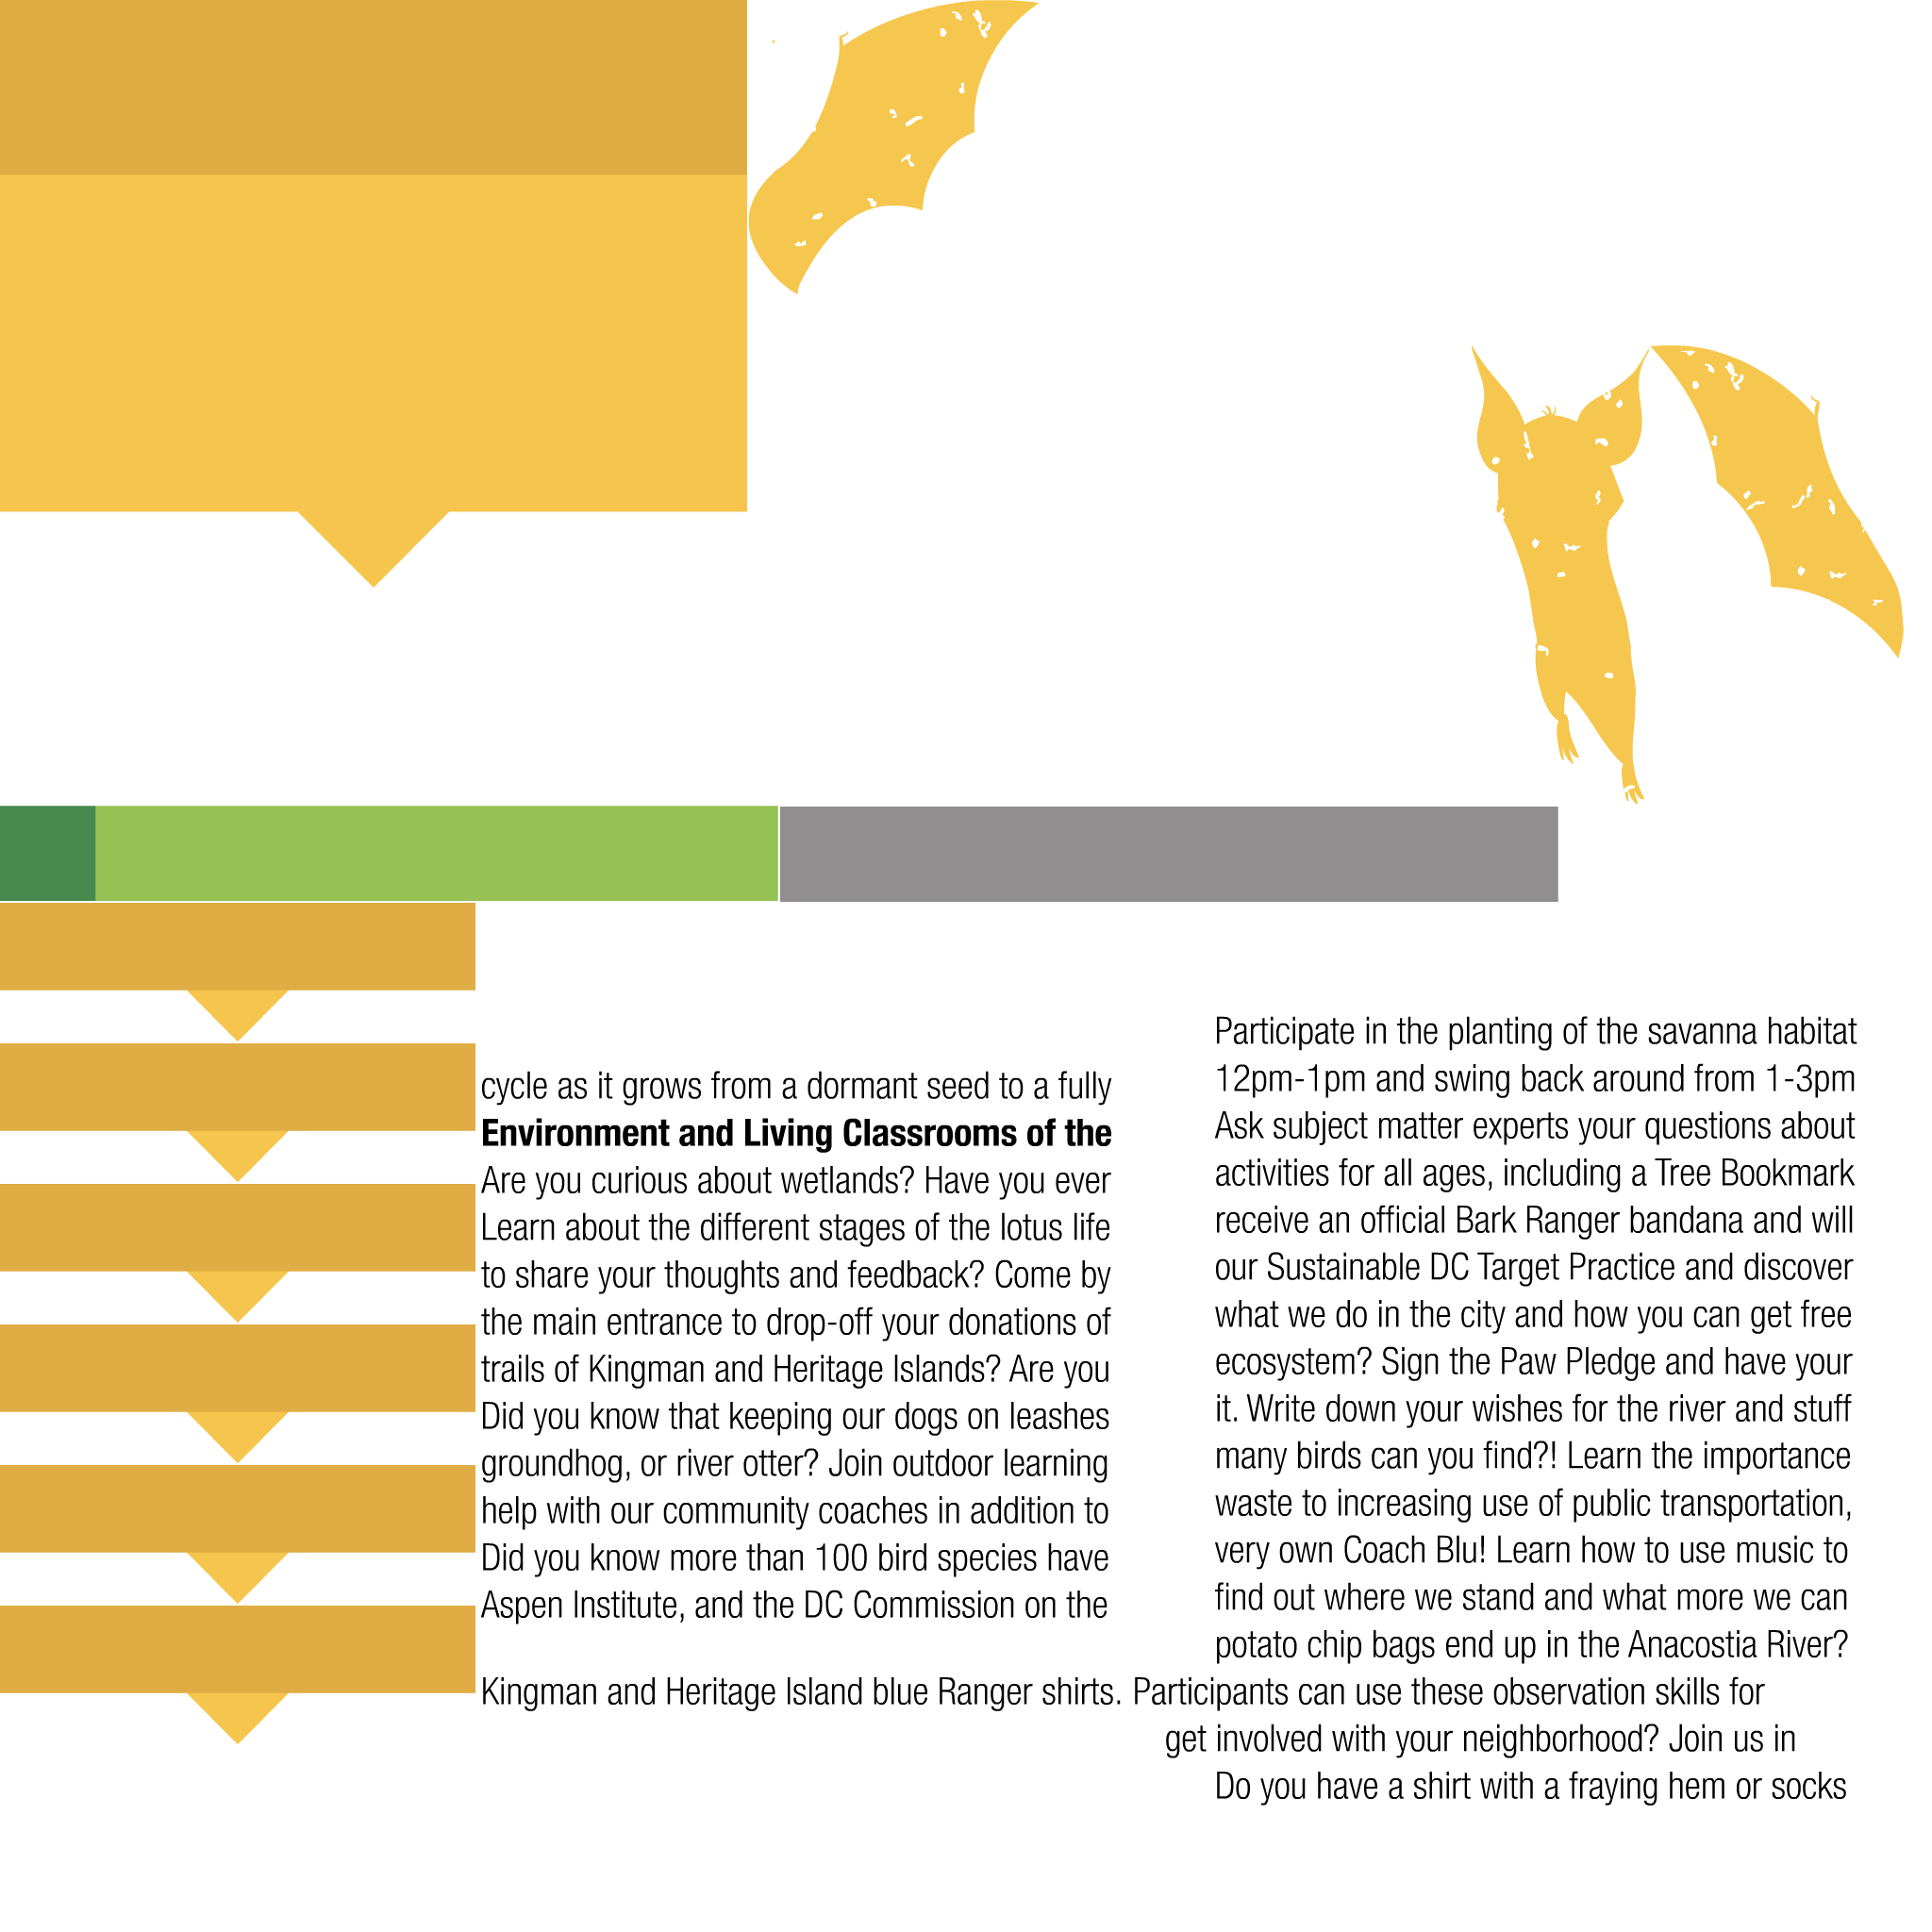 cycle as it grows from a dormant seed to a fully
Environment and Living Classrooms of the
Are you curious about wetlands? Have you ever
Learn about the different stages of the lotus life
to share your thoughts and feedback? Come by
the main entrance to drop-off your donations of
trails of Kingman and Heritage Islands? Are you
Did you know that keeping our dogs on leashes
groundhog, or river otter? Join outdoor learning
help with our community coaches in addition to
Did you know more than 100 bird species have
Aspen Institute, and the DC Commission on the
Participate in the planting of the savanna habitat
12pm-1pm and swing back around from 1-3pm
Ask subject matter experts your questions about
activities for all ages, including a Tree Bookmark
receive an official Bark Ranger bandana and will
our Sustainable DC Target Practice and discover
what we do in the city and how you can get free
ecosystem? Sign the Paw Pledge and have your
it. Write down your wishes for the river and stuff
many birds can you find?! Learn the importance
waste to increasing use of public transportation,
very own Coach Blu! Learn how to use music to
find out where we stand and what more we can
potato chip bags end up in the Anacostia River?
Kingman and Heritage Island blue Ranger shirts. Participants can use these observation skills for
get involved with your neighborhood? Join us in
Do you have a shirt with a fraying hem or socks